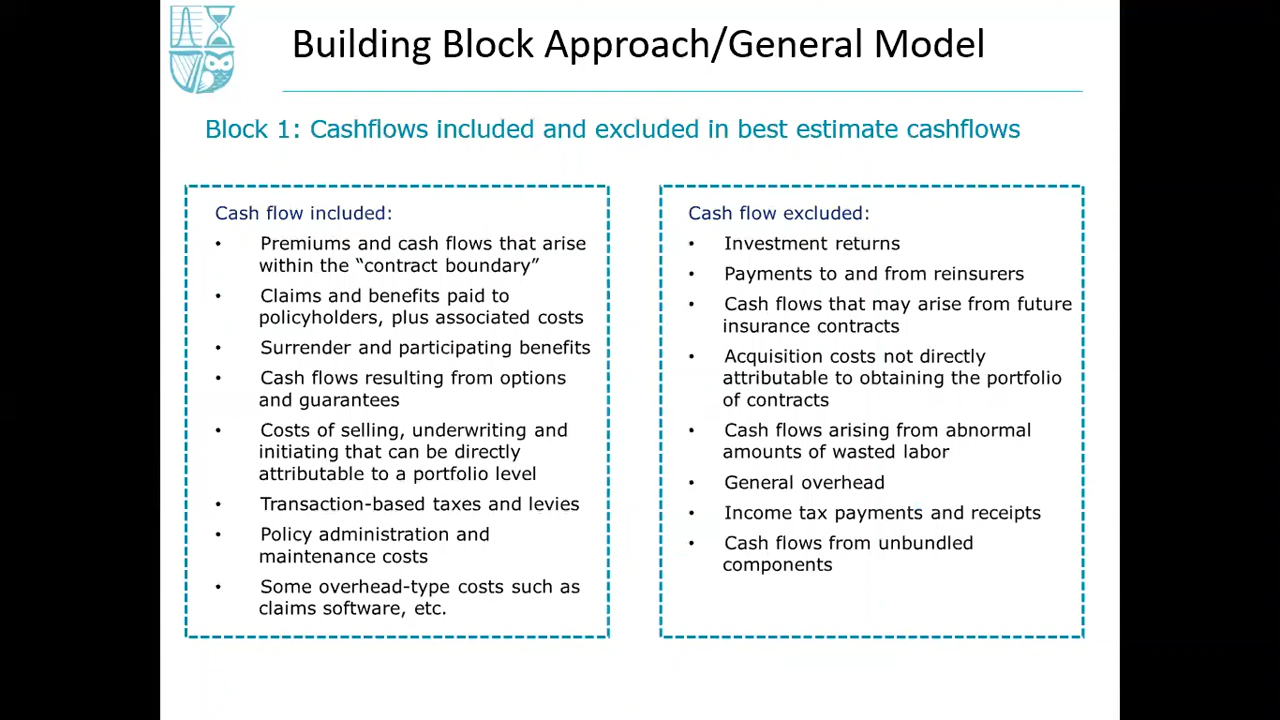 Building Block Approach/General Model
Block 1: Cashflows included and excluded in best estimate cashflows
Cash flow included:
• Premiums and cash flows that arise
within the “contract boundary”
• Claims and benefits paid to
policyholders, plus associated costs
• Surrender and participating benefits
• Cash flows resulting from options
and guarantees
• Costs of selling, underwriting and
initiating that can be directly
attributable to a portfolio level
• Transaction-based taxes and levies
• Policy administration and
maintenance costs
• Some overhead-type costs such as
claims software, etc.
Cash flow excluded:
• Investment returns
• Payments to and from reinsurers
• Cash flows that may arise from future
insurance contracts
• Acquisition costs not directly
attributable to obtaining the portfolio
of contracts
• Cash flows arising from abnormal
amounts of wasted labor
• General overhead
• Income tax payments and receipts
• Cash flows from unbundled
components